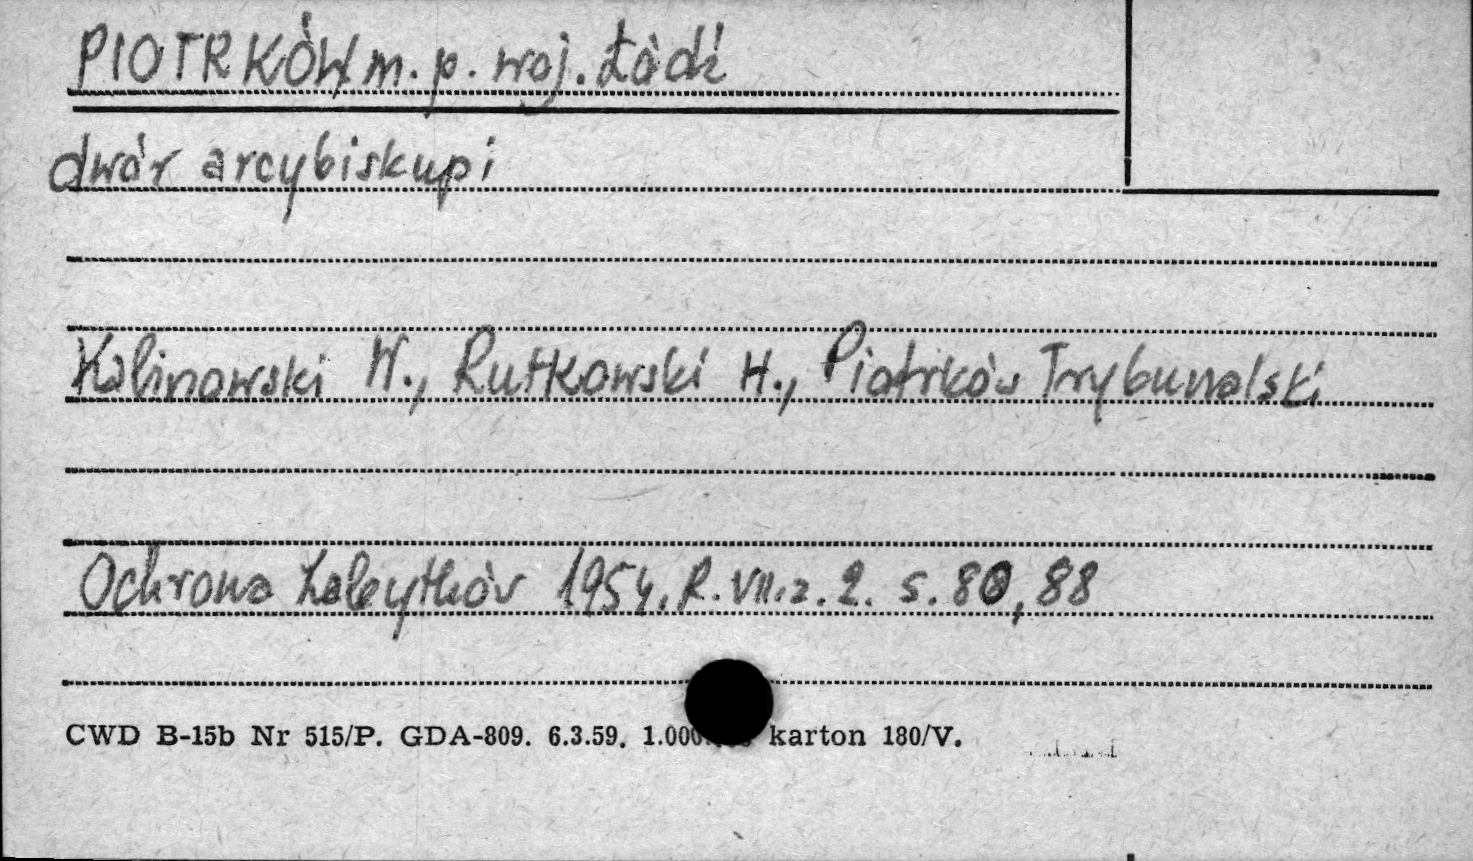 PIOTRKÓW m. p. woj. Łódź
dwór arcybiskupi
Kalinowski W., Rutkowski H., Piotrków Trybunalski
Ochrona Zabytków 1954, R. VII. z. 2. s. 80, 88
CWD B-15b Nr 515/P. GDA-809. 6.3.59. 1.000 karton 180/V.